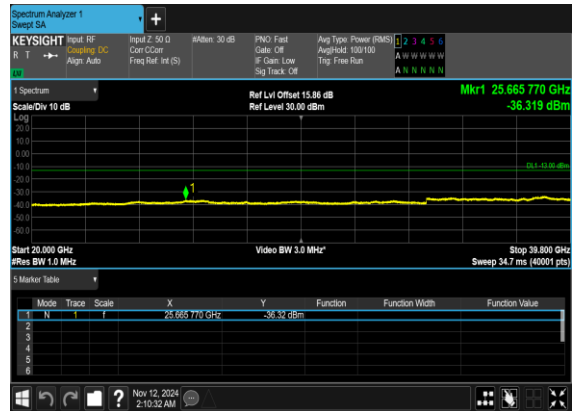 Spectrum Analyzer 1
Swept SA
+
KEYSIGHT Input: RF Input Z: 50 Ω #Atten: 30 dB PNO: Fast Avg Type: Power (RMS) 1 2 3 4 5 6
R T Coupling: DC Corr CCorr Gate: Off Avg|Hold: 100/100 A W W W W W
Align: Auto Freq Ref: Int (S) IF Gain: Low Trig: Free Run
Sig Track: Off A N N N N N
1 Spectrum Ref Lvl Offset 15.86 dB Mkr1 25.665 770 GHz
Scale/Div 10 dB Ref Level 30.00 dBm -36.319 dBm
Log
20.0
10.0
0.00
-10.0
DL1 -13.00 dBm
-20.0
-30.0
1
-40.0
-50.0
-60.0
Start 20.000 GHz Video BW 3.0 MHz* Stop 39.800 GHz
#Res BW 1.0 MHz Sweep 34.7 ms (40001 pts)
5 Marker Table
Mode Trace Scale X Y Function Function Width Function Value
1 N 1 f 25.665 770 GHz -36.32 dBm
2
3
4
5
6
? Nov 12, 2024
2:10:32 AM